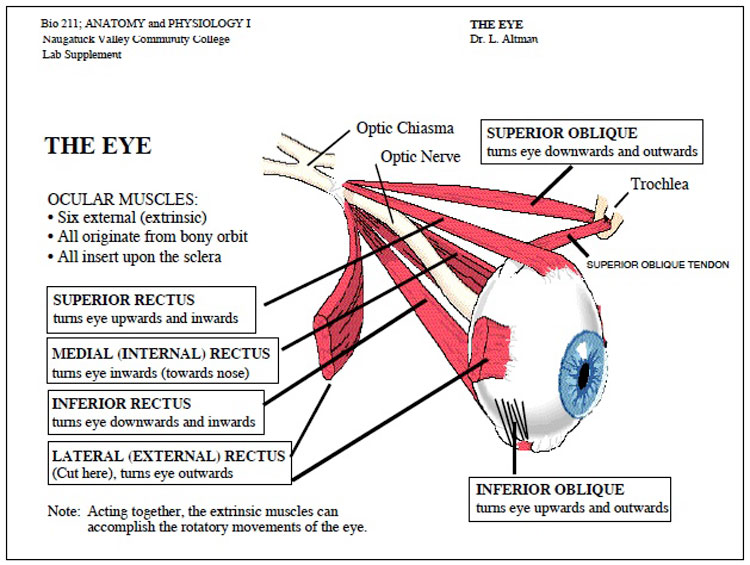 Bio 211; ANATOMY and PHYSIOLOGY I
Naugatuck Valley Community College
Lab Supplement
THE EYE
Dr. L. Altman
THE EYE
OCULAR MUSCLES:
• Six external (extrinsic)
• All originate from bony orbit
• All insert upon the sclera
Optic Chiasma
Optic Nerve
SUPERIOR OBLIQUE
turns eye downwards and outwards
Trochlea
SUPERIOR OBLIQUE TENDON
SUPERIOR RECTUS
turns eye upwards and inwards
MEDIAL (INTERNAL) RECTUS
turns eye inwards (towards nose)
INFERIOR RECTUS
turns eye downwards and inwards
LATERAL (EXTERNAL) RECTUS
(Cut here), turns eye outwards
INFERIOR OBLIQUE
turns eye upwards and outwards
Note: Acting together, the extrinsic muscles can
accomplish the rotatory movements of the eye.